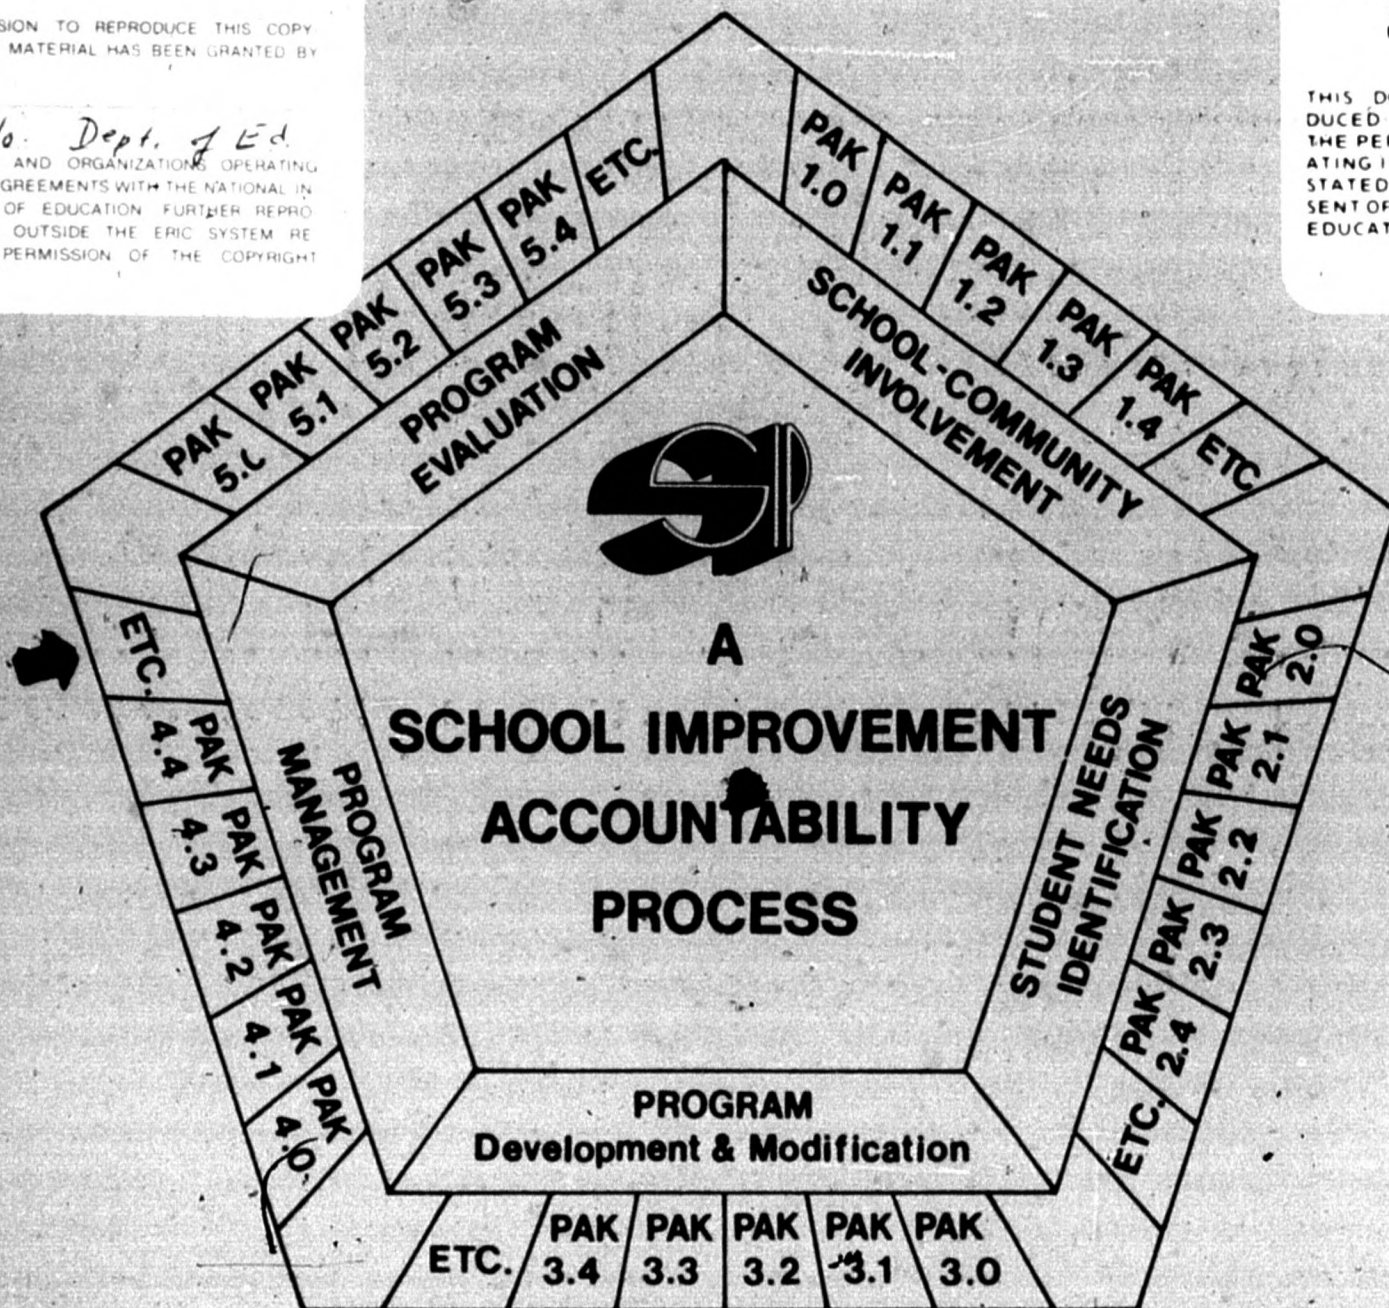 SION TO REPRODUCE THIS COPY
MATERIAL HAS BEEN GRANTED BY
Dept. of Ed.
AND ORGANIZATIONS OPERATING
GREEMENTS WITH THE NATIONAL IN
OF EDUCATION FURTHER REPRO
OUTSIDE THE ERIC SYSTEM RE
PERMISSION OF THE COPYRIGHT
THIS D
DUCED
THE PE
ATING I
STATED
SENT OF
EDUCAT
PAK
1.0
PAK
1.1
PAK
1.2
PAK
1.3
PAK
1.4
ETC
SCHOOL-COMMUNITY
INVOLVEMENT
PAK
2.0
PAK
2.1
PAK
2.2
PAK
2.3
PAK
2.4
ETC.
STUDENT NEEDS
IDENTIFICATION
PROGRAM
Development & Modification
PAK
3.0
PAK
3.1
PAK
3.2
PAK
3.3
PAK
3.4
ETC.
PROGRAM
MANAGEMENT
PAK
4.0
PAK
4.1
PAK
4.2
PAK
4.3
PAK
4.4
ETC.
PROGRAM
EVALUATION
PAK
PAK
5.1
PAK
5.2
PAK
5.3
PAK
5.4
ETC.
A
SCHOOL IMPROVEMENT
ACCOUNTABILITY
PROCESS